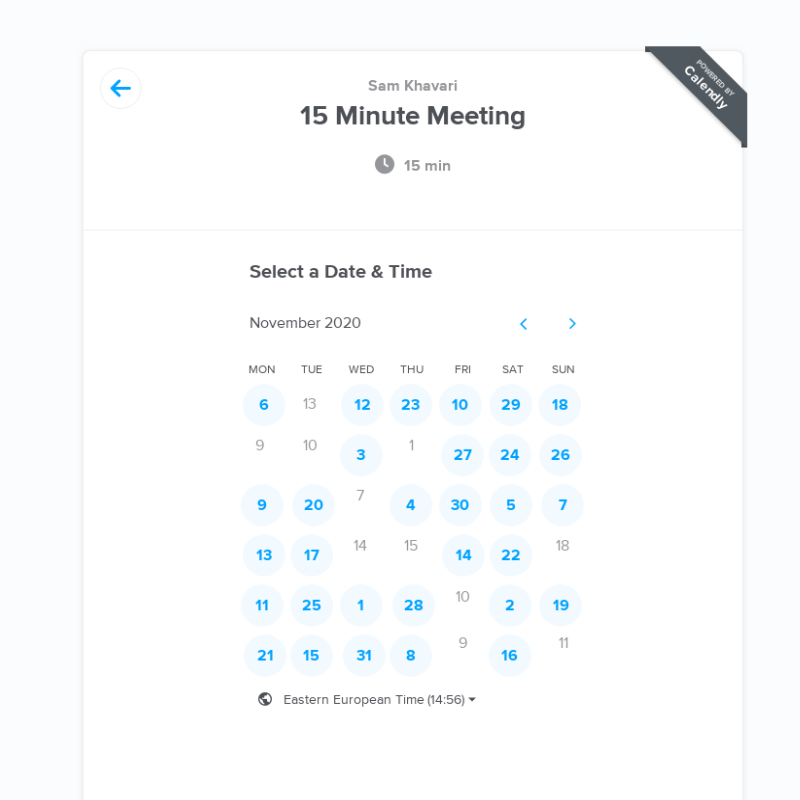 POWERED BY
Calendly
Sam Khavari
15 Minute Meeting
15 min
Select a Date & Time
November 2020
MON TUE WED THU FRI SAT SUN
6 13 12 23 10 29 18
9 10 3 1 27 24 26
9 20 7 4 30 5 7
13 17 14 15 14 22 18
11 25 1 28 10 2 19
21 15 31 8 9 16 11
Eastern European Time (14:56)